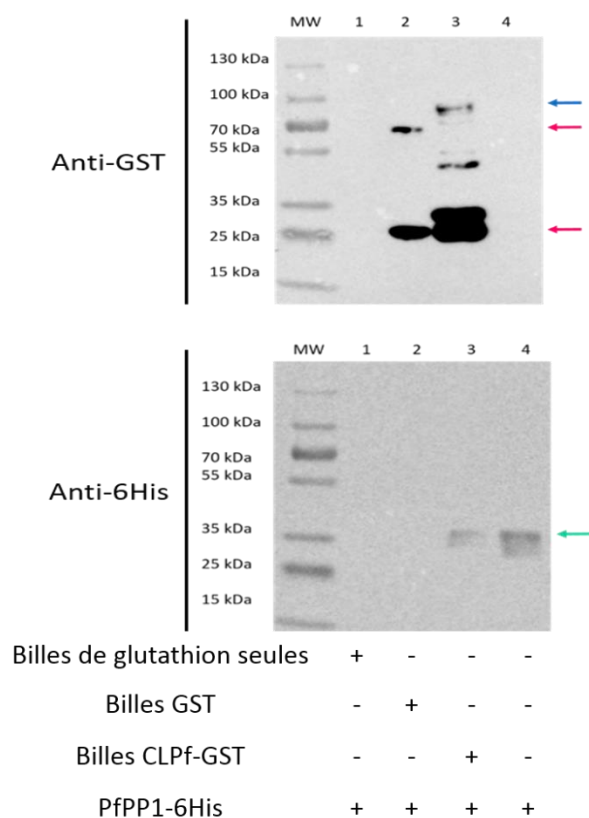 MW 1 2 3 4
130 kDa
100 kDa
70 kDa
55 kDa
Anti-GST
35 kDa
25 kDa
15 kDa
MW 1 2 3 4
130 kDa
100 kDa
70 kDa
55 kDa
Anti-6His
35 kDa
25 kDa
15 kDa
Billes de glutathion seules + - - -
Billes GST - + - -
Billes CLPf-GST - - + -
PfPP1-6His + + + +